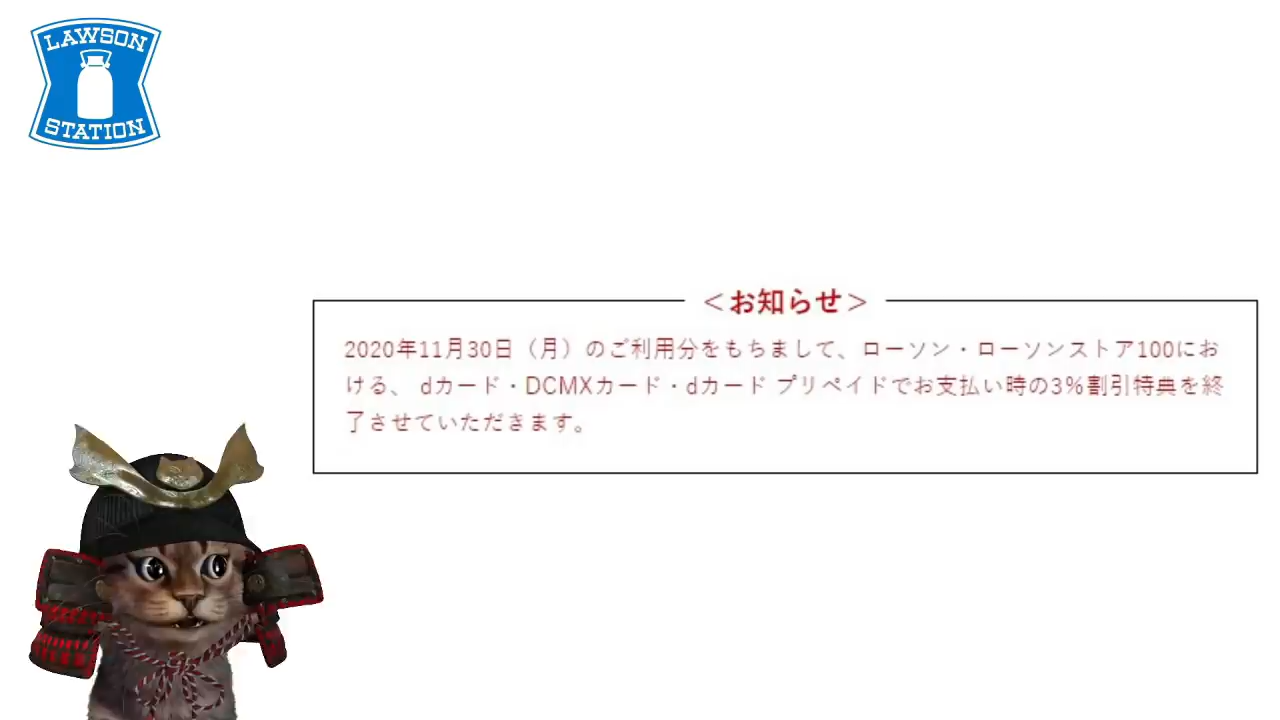 LAWSON
STATION
＜お知らせ＞
2020年11月30日（月）のご利用分をもちまして、ローソン・ローソンストア100にお
ける、 dカード・DCMXカード・dカード プリペイドでお支払い時の3％割引特典を終
了させていただきます。